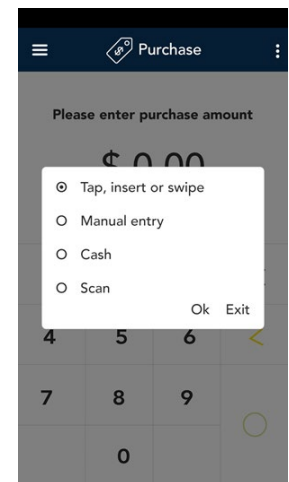 Purchase
Please enter purchase amount
$ 0.00
Tap, insert or swipe
Manual entry
Cash
Scan
Ok Exit
4 5 6 <
7 8 9
0